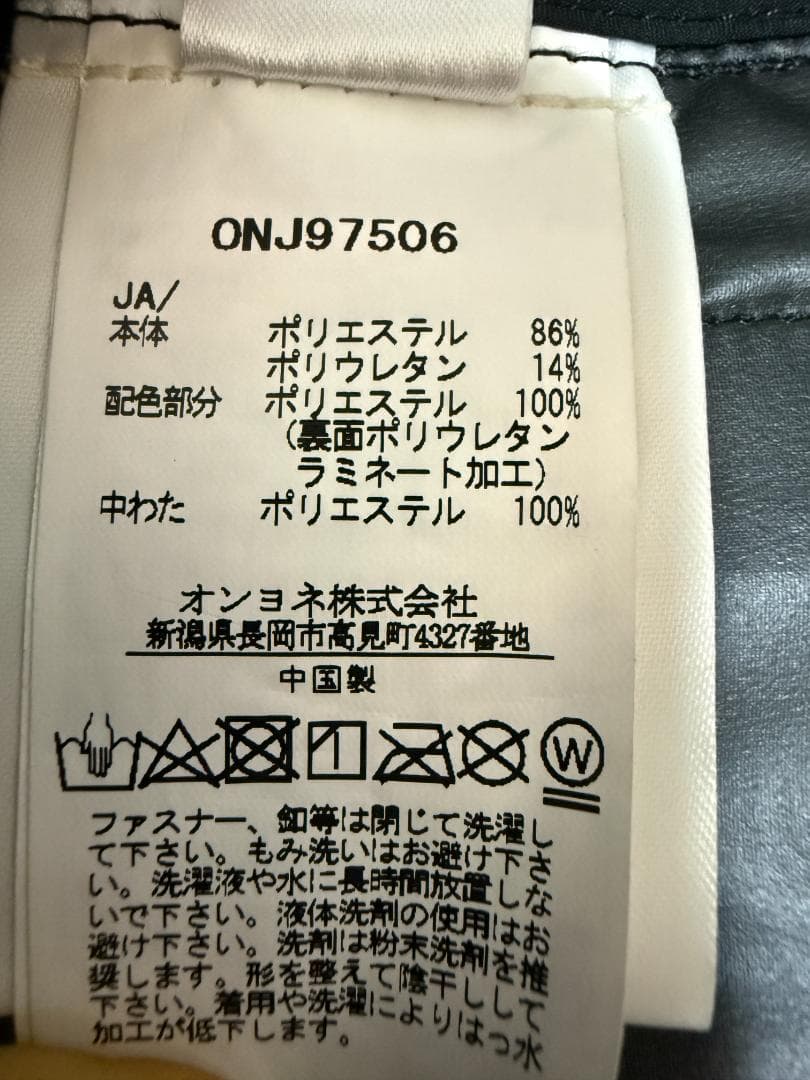 ONJ97506
JA/
本体 ポリエステル 86%
ポリウレタン 14%
配色部分 ポリエステル 100%
(裏面ポリウレタン
ラミネート加工)
中わた ポリエステル 100%
オンヨネ株式会社
新潟県長岡市高見町4327番地
中国製
W
ファスナー、釦等は閉じて洗濯し
て下さい。もみ洗いはお避け下さ
い。洗濯液や水に長時間放置しな
いで下さい。液体洗剤の使用はお
避け下さい。洗剤は粉末洗剤を推
奨します。形を整えて陰干しして
下さい。着用や洗濯によりはっ水
加工が低下します。